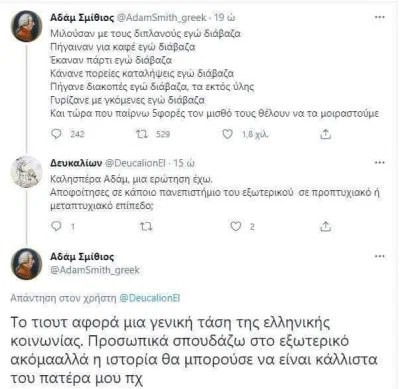 Αδάμ Σμίθιος @AdamSmith_greek · 19 ώ
Μιλούσαν με τους διπλανούς εγώ διάβαζα
Πήγαιναν για καφέ εγώ διάβαζα
Έκαναν πάρτι εγώ διάβαζα
Κάνανε πορείες καταλήψεις εγώ διάβαζα
Πήγανε διακοπές εγώ διάβαζα, τα εκτός ύλης
Γυρίζανε με γκόμενες εγώ διάβαζα
Και τώρα που παίρνω 5φορές τον μισθό τους θέλουν να τα μοιραστούμε
242 529 1,8 χιλ.
Δευκαλίων @DeucalionEl · 15 ώ
Καλησπέρα Αδάμ, μια ερώτηση έχω.
Αποφοίτησες σε κάποιο πανεπιστήμιο του εξωτερικού σε προπτυχιακό ή
μεταπτυχιακό επίπεδο;
1 2
Αδάμ Σμίθιος
@AdamSmith_greek
Απάντηση στον χρήστη @DeucalionEl
Το τιουτ αφορά μια γενική τάση της ελληνικής
κοινωνίας. Προσωπικά σπουδάζω στο εξωτερικό
ακόμααλλά η ιστορία θα μπορούσε να είναι κάλλιστα
του πατέρα μου πχ